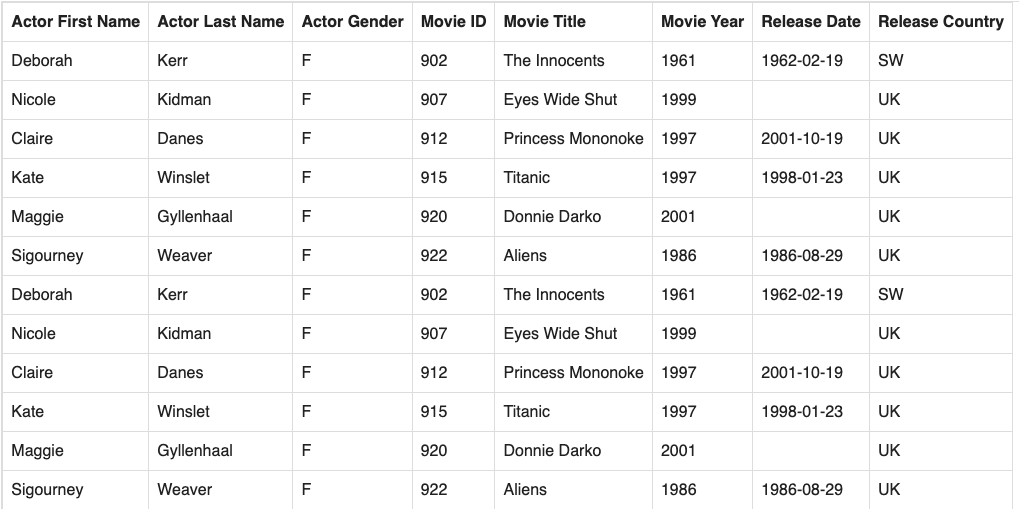 Actor First Name Actor Last Name Actor Gender Movie ID Movie Title Movie Year Release Date Release Country
Deborah Kerr F 902 The Innocents 1961 1962-02-19 SW
Nicole Kidman F 907 Eyes Wide Shut 1999 UK
Claire Danes F 912 Princess Mononoke 1997 2001-10-19 UK
Kate Winslet F 915 Titanic 1997 1998-01-23 UK
Maggie Gyllenhaal F 920 Donnie Darko 2001 UK
Sigourney Weaver F 922 Aliens 1986 1986-08-29 UK
Deborah Kerr F 902 The Innocents 1961 1962-02-19 SW
Nicole Kidman F 907 Eyes Wide Shut 1999 UK
Claire Danes F 912 Princess Mononoke 1997 2001-10-19 UK
Kate Winslet F 915 Titanic 1997 1998-01-23 UK
Maggie Gyllenhaal F 920 Donnie Darko 2001 UK
Sigourney Weaver F 922 Aliens 1986 1986-08-29 UK